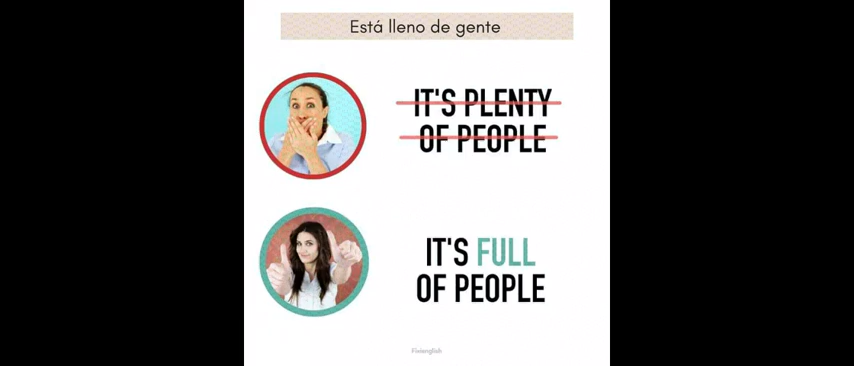 Está lleno de gente
IT'S PLENTY
OF PEOPLE
IT'S FULL
OF PEOPLE
Fixienglish